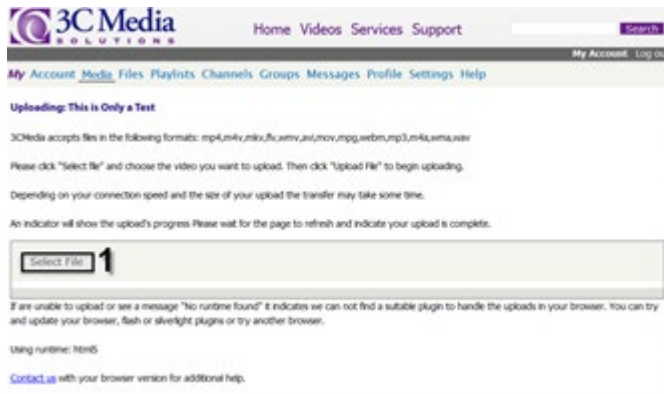 3C Media
SOLUTIONS
Home Videos Services Support
Search
My Account Log ou
My Account Media Files Playlists Channels Groups Messages Profile Settings Help
Uploading: This is Only a Test
3CMedia accepts files in the following formats: mp4,m4v,mkv,flv,wmv,avi,mov,mpg,webm,mp3,m4a,wma,wav
Please click "Select file" and choose the video you want to upload. Then click "Upload File" to begin uploading.
Depending on your connection speed and the size of your upload the transfer may take some time.
An indicator will show the upload's progress Please wait for the page to refresh and indicate your upload is complete.
Select File 1
If are unable to upload or see a message "No runtime found" it indicates we can not find a suitable plugin to handle the uploads in your browser. You can try
and update your browser, flash or silverlight plugins or try another browser.
Using runtime: html5
Contact us with your browser version for additional help.